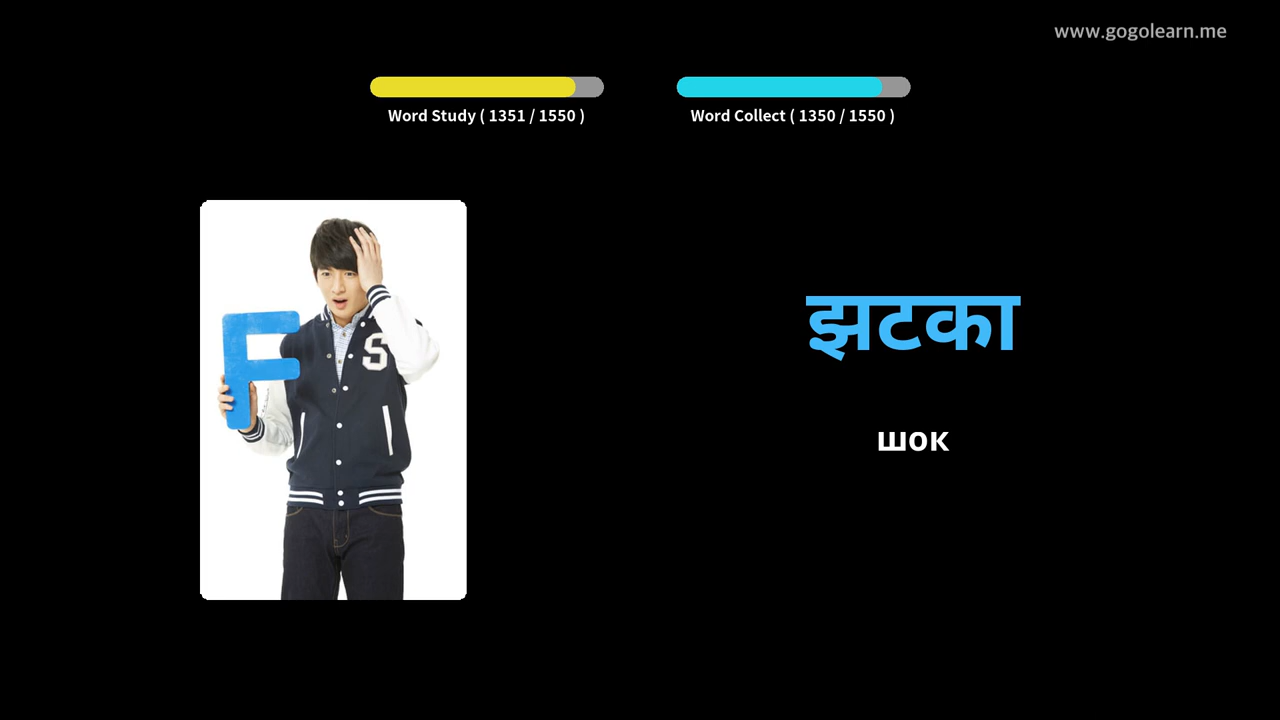 www.gogolearn.me
Word Study ( 1351 / 1550 )
Word Collect ( 1350 / 1550 )
F
S
झटका
шок